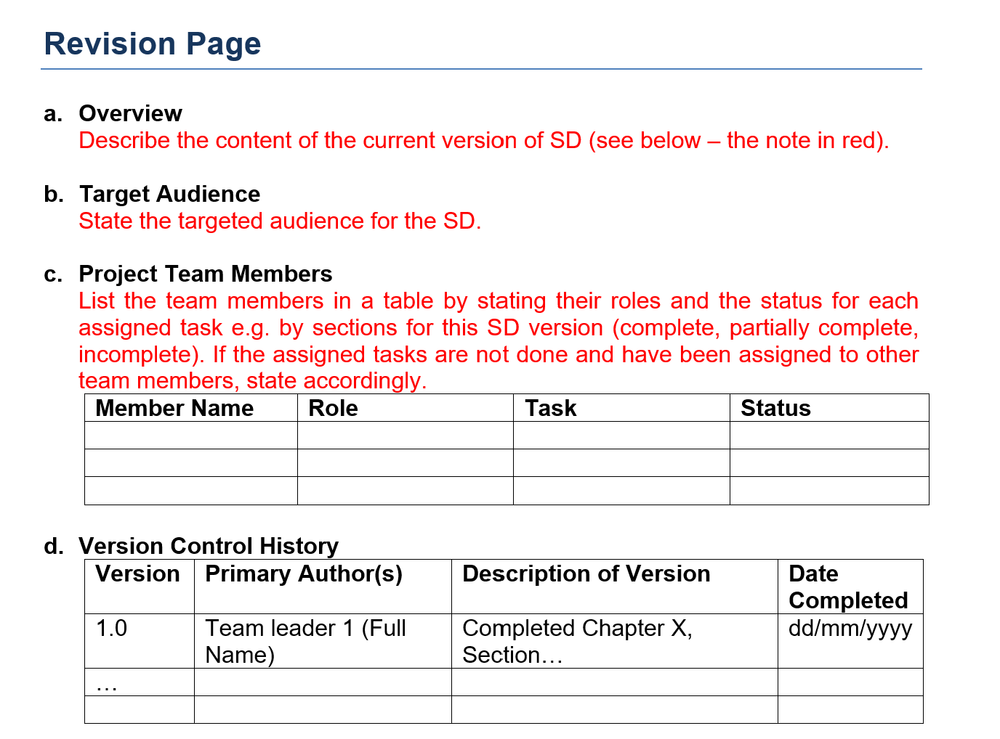 Revision Page
a. Overview
Describe the content of the current version of SD (see below – the note in red).
b. Target Audience
State the targeted audience for the SD.
c. Project Team Members
List the team members in a table by stating their roles and the status for each
assigned task e.g. by sections for this SD version (complete, partially complete,
incomplete). If the assigned tasks are not done and have been assigned to other
team members, state accordingly.
Member Name Role Task Status
d. Version Control History
Version Primary Author(s) Description of Version Date
Completed
1.0 Team leader 1 (Full Completed Chapter X, dd/mm/yyyy
Name) Section…
…